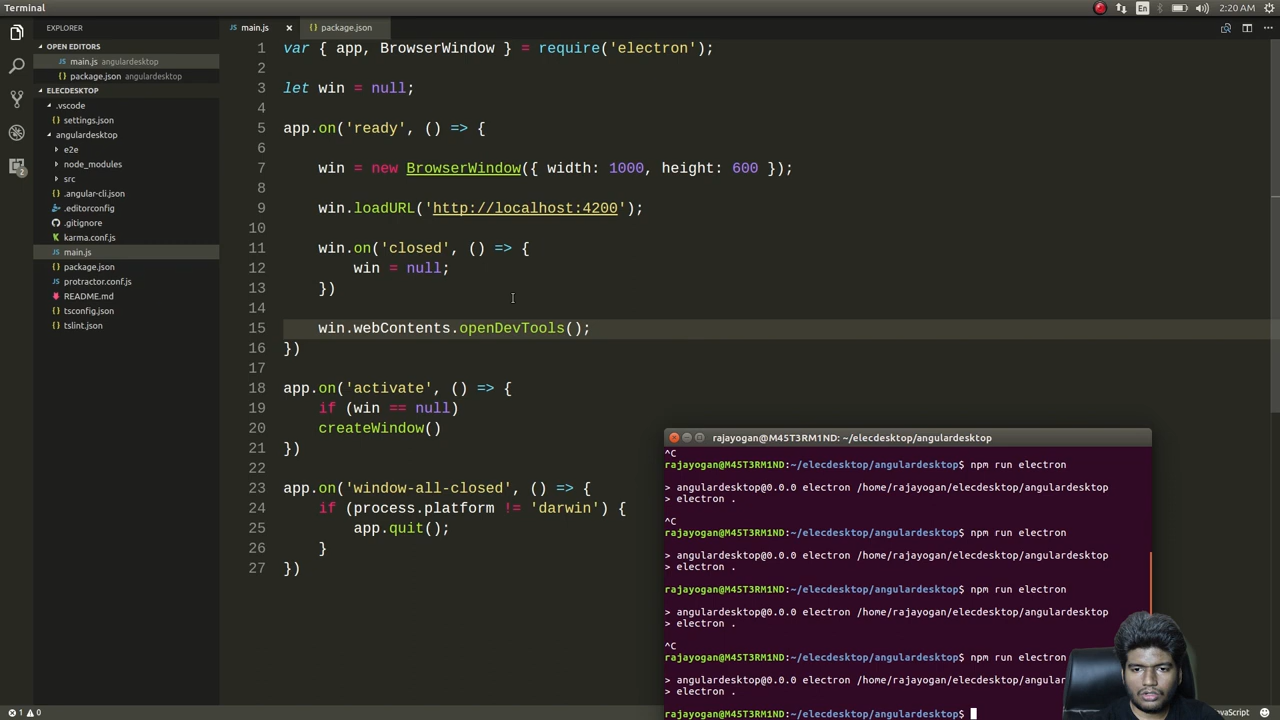 Terminal
En
2:20 AM
EXPLORER
OPEN EDITORS
JS main.js angulardesktop
{} package.json angulardesktop
ELECDESKTOP
.vscode
settings.json
angulardesktop
e2e
node_modules
src
.angular-cli.json
.editorconfig
.gitignore
karma.conf.js
JS main.js
package.json
protractor.conf.js
README.md
tsconfig.json
tslint.json
2
JS main.js ×
{} package.json
1 var { app, BrowserWindow } = require('electron');
2
3 let win = null;
4
5 app.on('ready', () => {
6
7 win = new BrowserWindow({ width: 1000, height: 600 });
8
9 win.loadURL('http://localhost:4200');
10
11 win.on('closed', () => {
12 win = null;
13 })
14
15 win.webContents.openDevTools();
16 })
17
18 app.on('activate', () => {
19 if (win == null)
20 createWindow()
21 })
22
23 app.on('window-all-closed', () => {
24 if (process.platform != 'darwin') {
25 app.quit();
26 }
27 })
rajayogan@M45T3RM1ND: ~/elecdesktop/angulardesktop
^C
rajayogan@M45T3RM1ND:~/elecdesktop/angulardesktop$ npm run electron
> angulardesktop@0.0.0 electron /home/rajayogan/elecdesktop/angulardesktop
> electron .
^C
rajayogan@M45T3RM1ND:~/elecdesktop/angulardesktop$ npm run electron
> angulardesktop@0.0.0 electron /home/rajayogan/elecdesktop/angulardesktop
> electron .
rajayogan@M45T3RM1ND:~/elecdesktop/angulardesktop$ npm run electron
> angulardesktop@0.0.0 electron /home/rajayogan/elecdesktop/angulardesktop
> electron .
^C
rajayogan@M45T3RM1ND:~/elecdesktop/angulardesktop$ npm run electron
> angulardesktop@0.0.0 electron /home/rajayogan/elecdesktop/
> electron .
rajayogan@M45T3RM1ND:~/elecdesktop/angulardesktop$
1 0